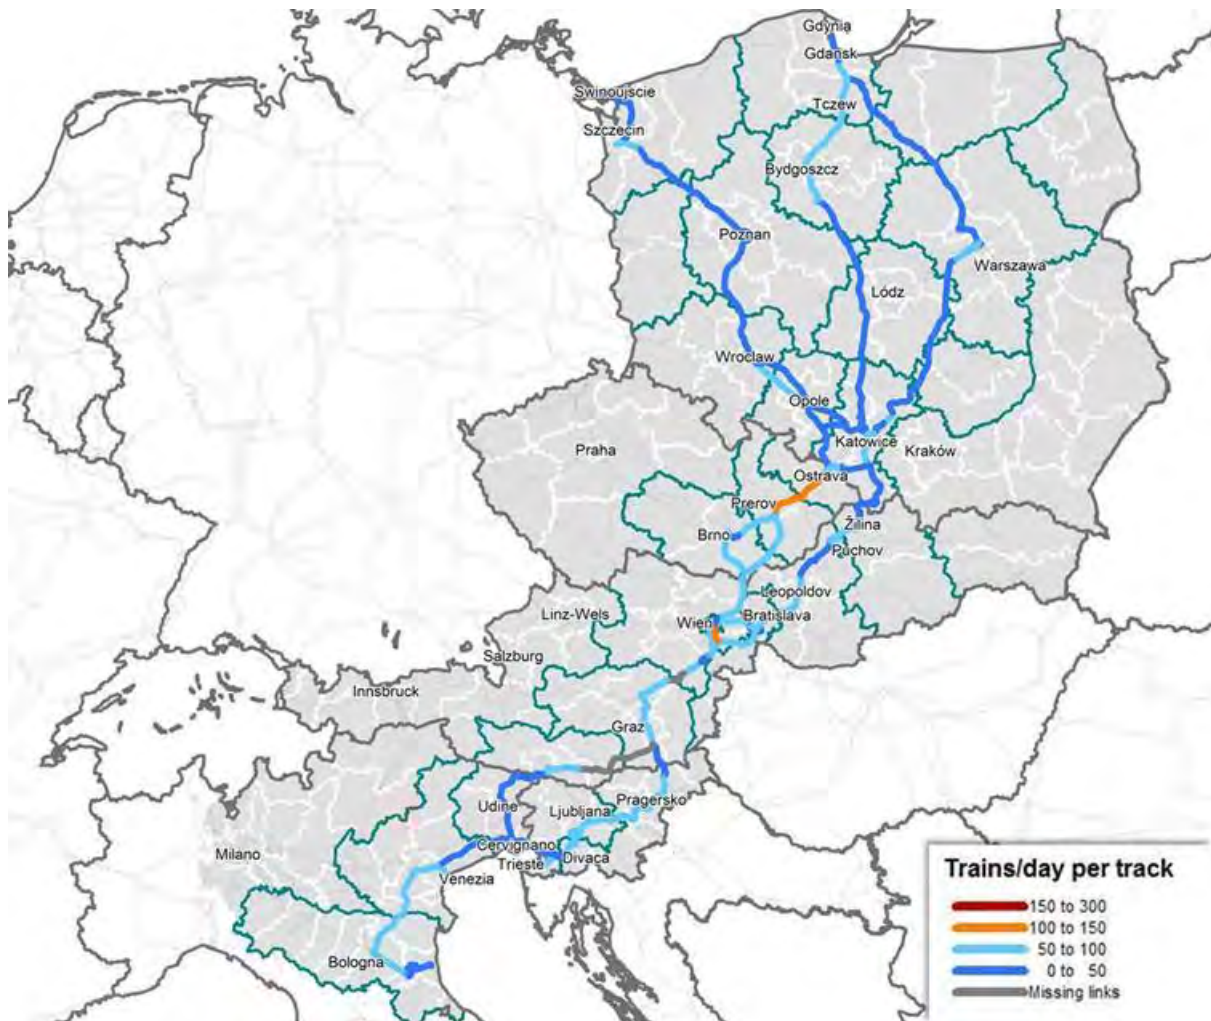 Gdynia
Gdańsk
Swinoujscie
Tczew
Szczecin
Bydgoszcz
Poznan
Warszawa
Lódz
Wroclaw
Opole
Katowice
Kraków
Praha
Ostrava
Prerov
Žilina
Brno
Puchov
Leopoldov
Linz-Wels
Bratislava
Wien
Salzburg
Innsbruck
Graz
Udine
Ljubljana
Pragersko
Cervignano
Milano
Trieste
Divaca
Venezia
Bologna
Trains/day per track
150 to 300
100 to 150
50 to 100
0 to 50
Missing links